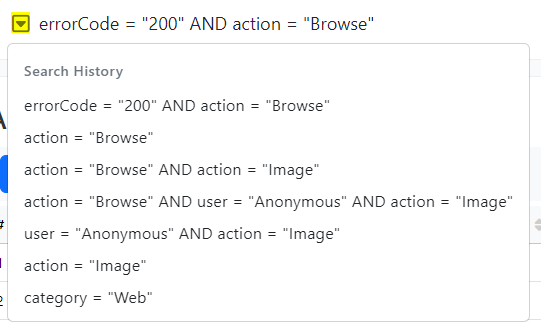 errorCode = "200" AND action = "Browse"
Search History
errorCode = "200" AND action = "Browse"
action = "Browse"
action = "Browse" AND action = "Image"
action = "Browse" AND user = "Anonymous" AND action = "Image"
user = "Anonymous" AND action = "Image"
action = "Image"
category = "Web"